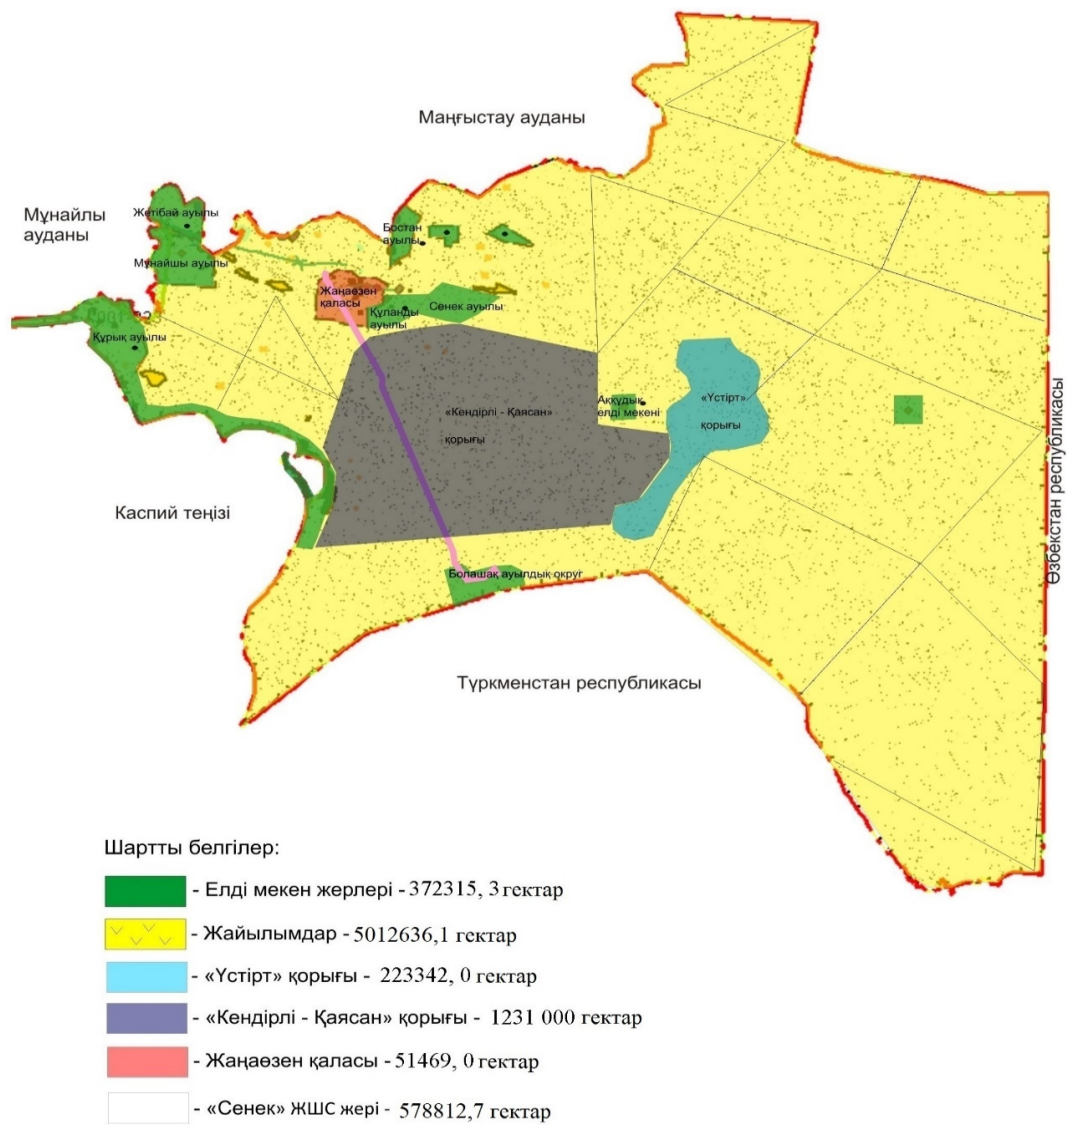 Маңғыстау ауданы
Мұнайлы
ауданы
Жетібай ауылы
Бостан
ауылы
Мұнайшы ауылы
Жаңаөзен
қаласы
Сенек ауылы
Құланды
ауылы
Құрық ауылы
Аққұдық
елді мекені
«Үстірт»
қорығы
«Кендірлі - Қаясан»
қорығы
Өзбекстан республикасы
Каспий теңізі
Болашақ ауылдық округ
Түркменстан республикасы
Шартты белгілер:
- Елді мекен жерлері - 372315, 3 гектар
- Жайылымдар - 5012636,1 гектар
- «Үстірт» қорығы - 223342, 0 гектар
- «Кендірлі - Қаясан» қорығы - 1231 000 гектар
- Жаңаөзен қаласы - 51469, 0 гектар
- «Сенек» ЖШС жері - 578812,7 гектар